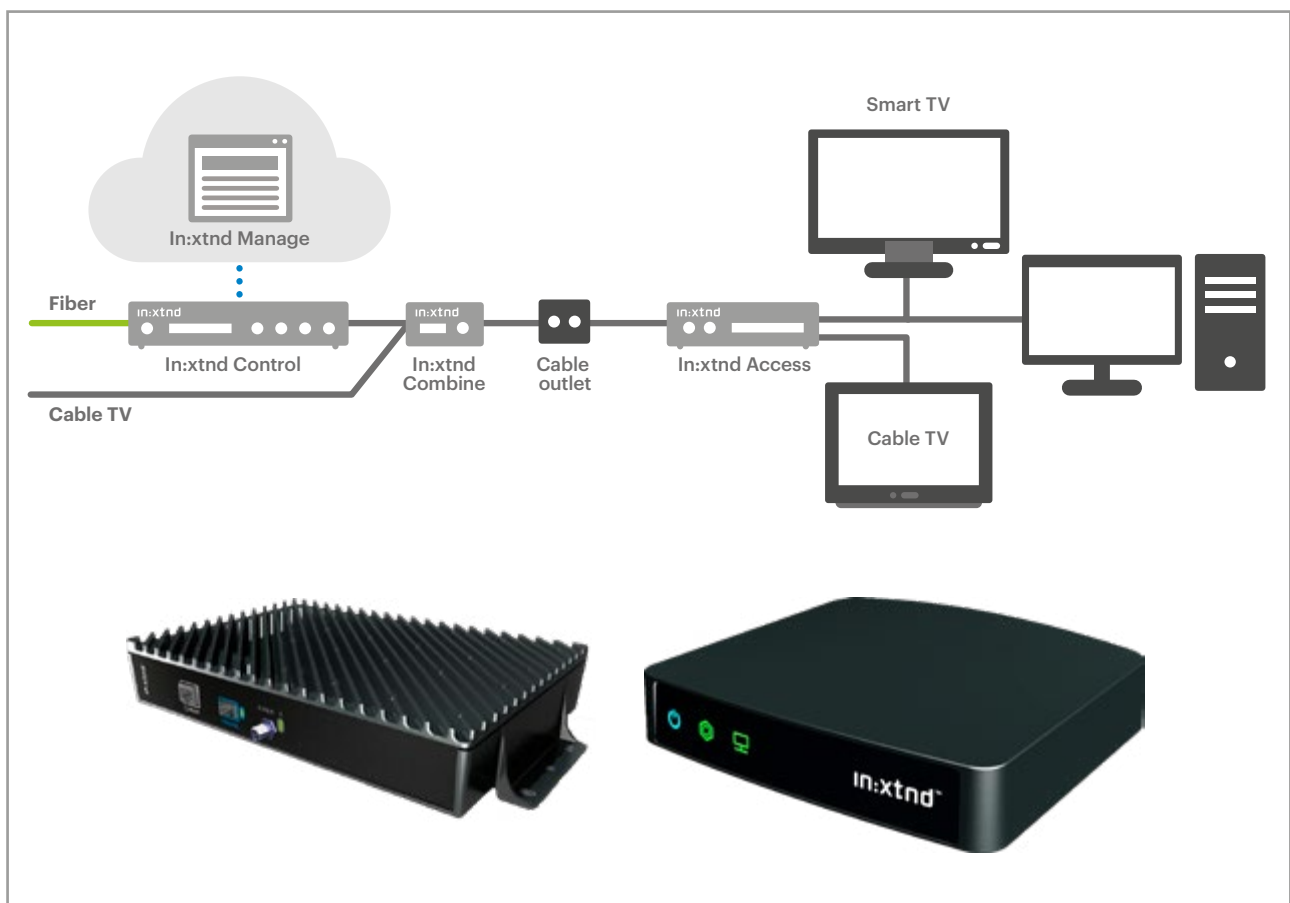 Smart TV
In:xtnd Manage
Fiber
in:xtnd
in:xtnd
in:xtnd
In:xtnd Control
In:xtnd
Combine
Cable
outlet
In:xtnd Access
Cable TV
Cable TV
in:xtnd™